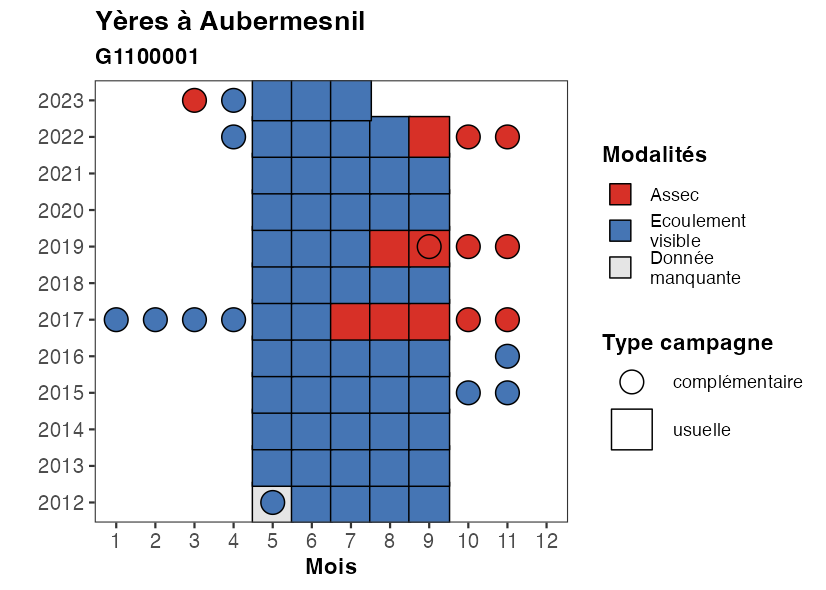 Yères à Aubermesnil
G1100001
2023
2022
2021
2020
2019
2018
2017
2016
2015
2014
2013
2012
1 2 3 4 5 6 7 8 9 10 11 12
Mois
Modalités
Assec
Ecoulement
visible
Donnée
manquante
Type campagne
complémentaire
usuelle